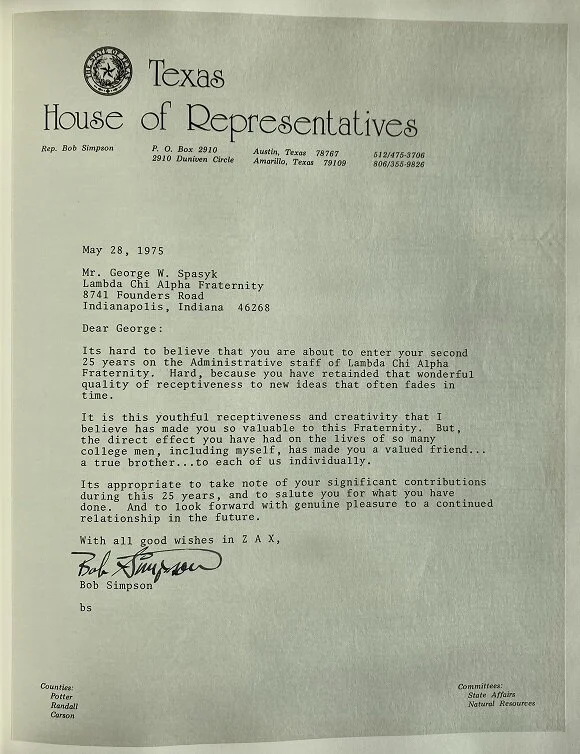 THE STATE OF TEXAS
Texas
House of Representatives
Rep. Bob Simpson P. O. Box 2910 Austin, Texas 78767 512/475-3706
2910 Duniven Circle Amarillo, Texas 79109 806/355-9826
May 28, 1975
Mr. George W. Spasyk
Lambda Chi Alpha Fraternity
8741 Founders Road
Indianapolis, Indiana 46268
Dear George:
Its hard to believe that you are about to enter your second
25 years on the Administrative staff of Lambda Chi Alpha
Fraternity. Hard, because you have retainded that wonderful
quality of receptiveness to new ideas that often fades in
time.
It is this youthful receptiveness and creativity that I
believe has made you so valuable to this Fraternity. But,
the direct effect you have had on the lives of so many
college men, including myself, has made you a valued friend...
a true brother...to each of us individually.
Its appropriate to take note of your significant contributions
during this 25 years, and to salute you for what you have
done. And to look forward with genuine pleasure to a continued
relationship in the future.
With all good wishes in Z A X,
Bob Simpson
Bob Simpson
bs
Counties:
Potter
Randall
Carson
Committees:
State Affairs
Natural Resources